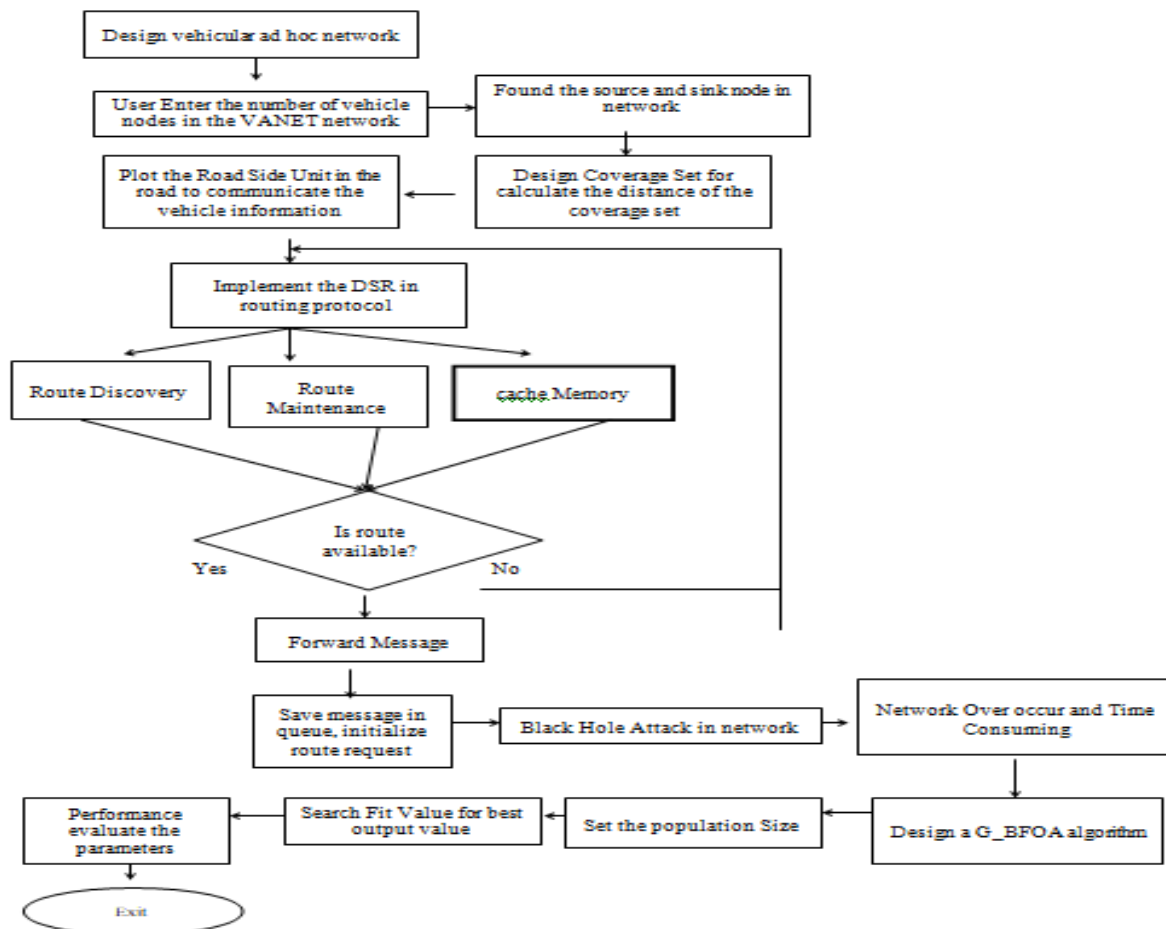 Design vehicular ad hoc network
User Enter the number of vehicle
nodes in the VANET network
Found the source and sink node in
network
Plot the Road Side Unit in the
road to communicate the
vehicle information
Design Coverage Set for
calculate the distance of the
coverage set
Implement the DSR in
routing protocol
Route Discovery
Route
Maintenance
cache Memory
Is route
available?
Yes
No
Forward Message
Save message in
queue, initialize
route request
Black Hole Attack in network
Network Over occur and Time
Consuming
Performance
evaluate the
parameters
Search Fit Value for best
output value
Set the population Size
Design a G_BFOA algorithm
Exit